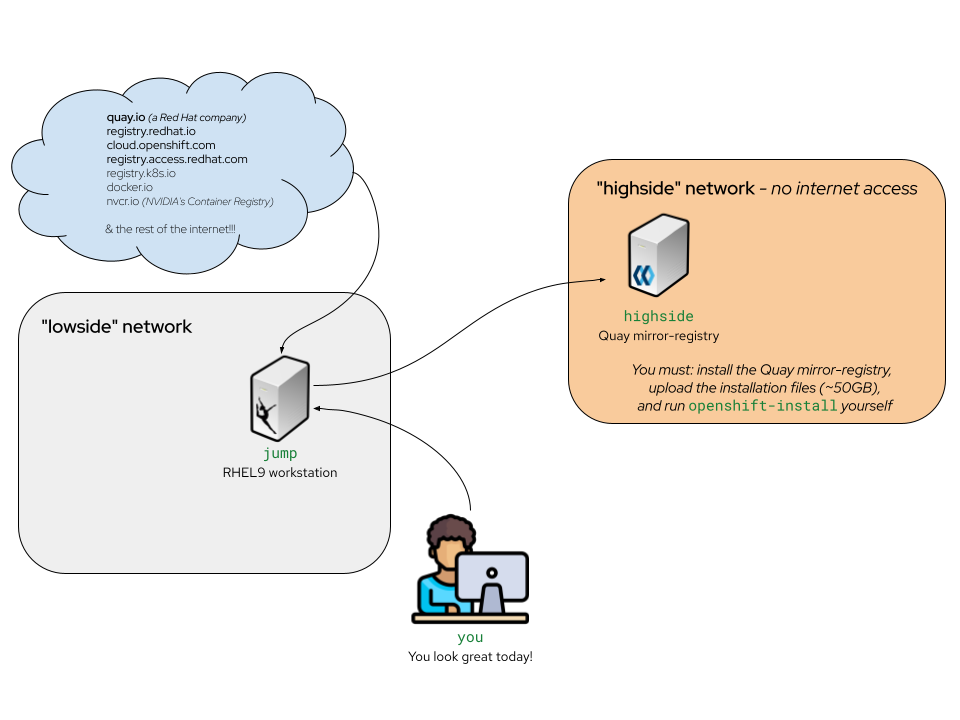 quay.io (a Red Hat company)
registry.redhat.io
cloud.openshift.com
registry.access.redhat.com
registry.k8s.io
docker.io
nvcr.io (NVIDIA's Container Registry)
& the rest of the internet!!!
"highside" network - no internet access
highside
Quay mirror-registry
You must: install the Quay mirror-registry,
upload the installation files (~50GB),
and run openshift-install yourself
"lowside" network
jump
RHEL9 workstation
you
You look great today!